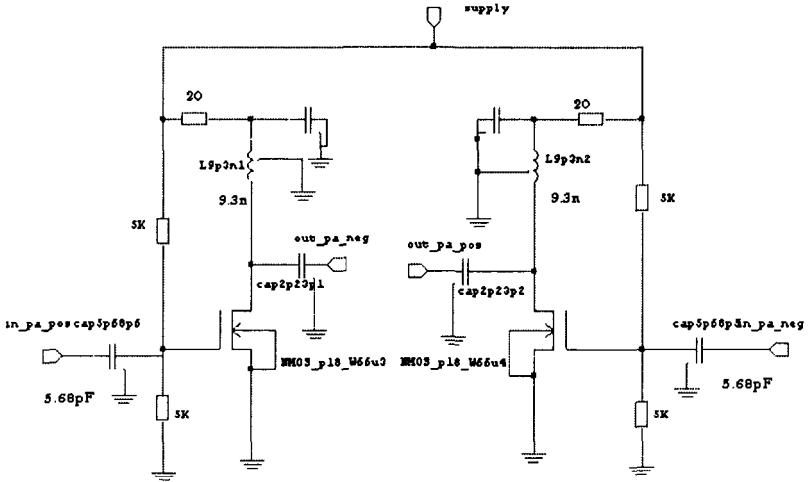 supply
20
20
L9p3n1
L9p3n2
9.3n
9.3n
5K
5K
out_pa_neg
out_pa_pos
cap2p23p1
cap2p23p2
in_pa_pos
cap5p68p6
in_pa_neg
NMOS_p18_W66u3
NMOS_p18_W66u4
5.68pF
5.68pF
5K
5K